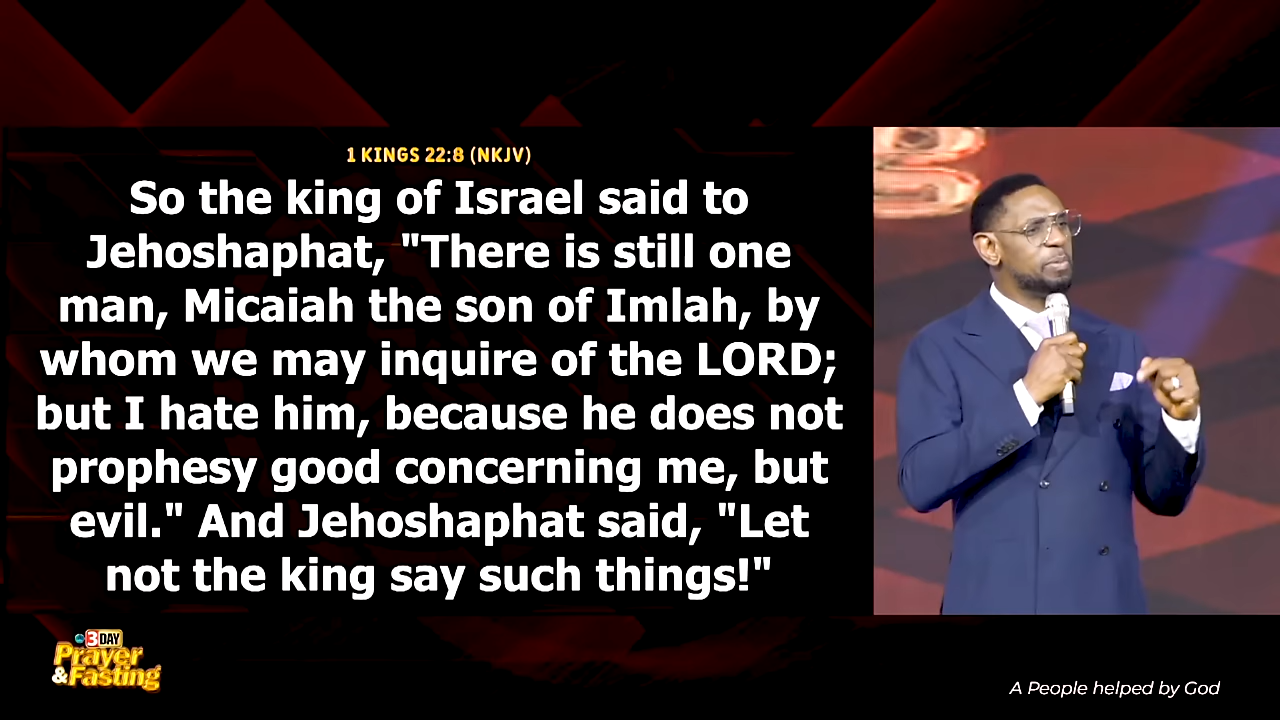 1 KINGS 22:8 (NKJV)
So the king of Israel said to
Jehoshaphat, "There is still one
man, Micaiah the son of Imlah, by
whom we may inquire of the LORD;
but I hate him, because he does not
prophesy good concerning me, but
evil." And Jehoshaphat said, "Let
not the king say such things!"
3 DAY
Prayer
&Fasting
A People helped by God